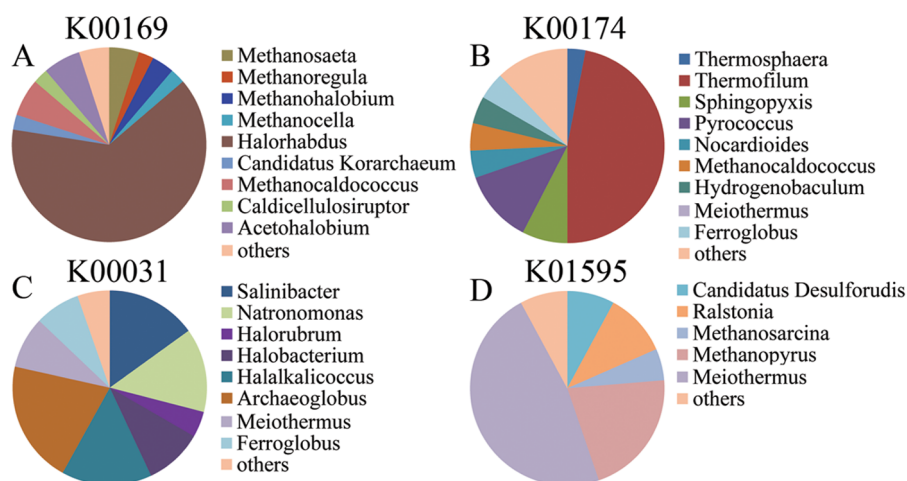 K00169
A
Methanosaeta
Methanoregula
Methanohalobium
Methanocella
Halorhabdus
Candidatus Korarchaeum
Methanocaldococcus
Caldicellulosiruptor
Acetohalobium
others
K00174
B
Thermosphaera
Thermofilum
Sphingopyxis
Pyrococcus
Nocardioides
Methanocaldococcus
Hydrogenobaculum
Meiothermus
Ferroglobus
others
K00031
C
Salinibacter
Natronomonas
Halorubrum
Halobacterium
Halalkalicoccus
Archaeoglobus
Meiothermus
Ferroglobus
others
K01595
D
Candidatus Desulforudis
Ralstonia
Methanosarcina
Methanopyrus
Meiothermus
others